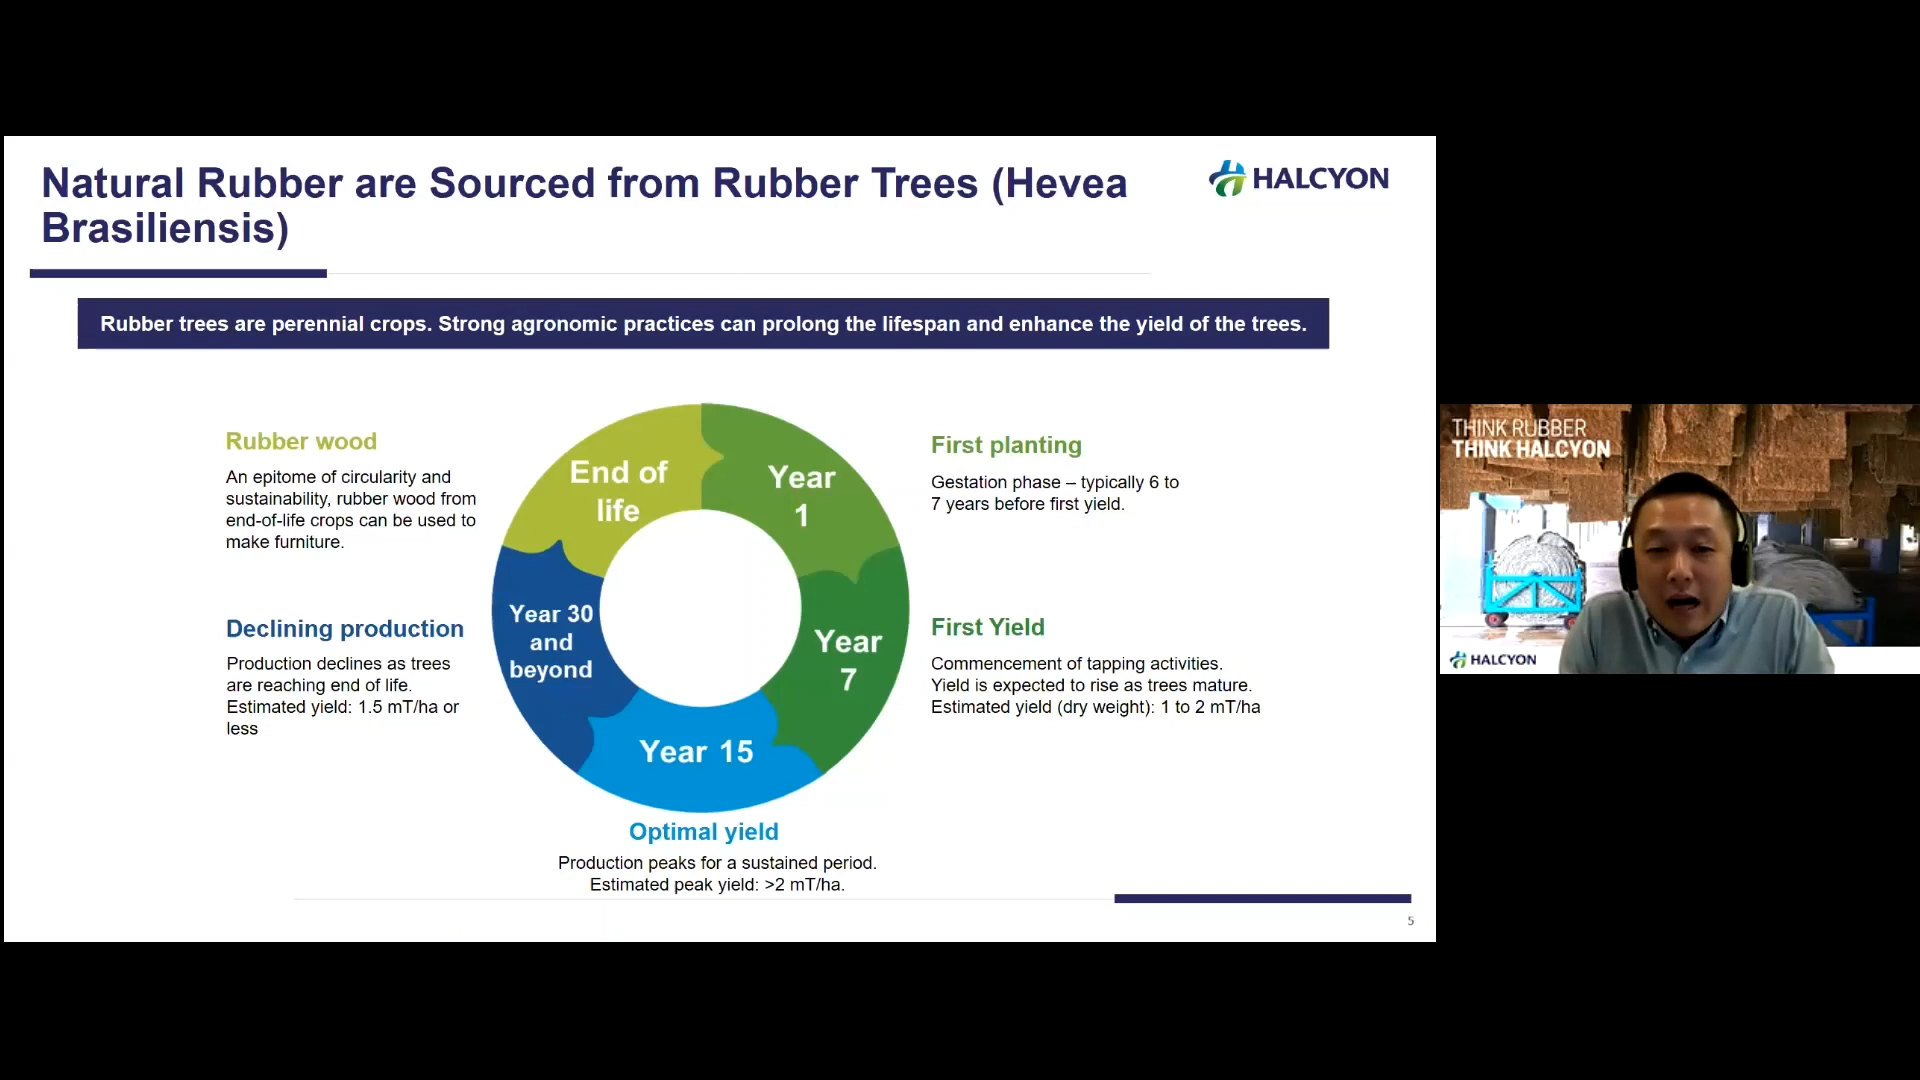 Natural Rubber are Sourced from Rubber Trees (Hevea
Brasiliensis)
HALCYON
Rubber trees are perennial crops. Strong agronomic practices can prolong the lifespan and enhance the yield of the trees.
Rubber wood
An epitome of circularity and
sustainability, rubber wood from
end-of-life crops can be used to
make furniture.
Declining production
Production declines as trees
are reaching end of life.
Estimated yield: 1.5 mT/ha or
less
End of
life
Year
1
Year 30
and
beyond
Year
7
Year 15
First planting
Gestation phase – typically 6 to
7 years before first yield.
First Yield
Commencement of tapping activities.
Yield is expected to rise as trees mature.
Estimated yield (dry weight): 1 to 2 mT/ha
Optimal yield
Production peaks for a sustained period.
Estimated peak yield: >2 mT/ha.
5
THINK RUBBER
THINK HALCYON
HALCYON